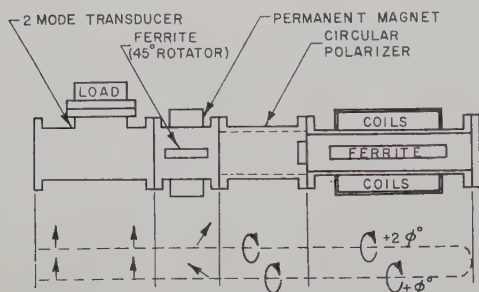 2 MODE TRANSDUCER
FERRITE
(45° ROTATOR)
PERMANENT MAGNET
CIRCULAR
POLARIZER
LOAD
COILS
FERRITE
COILS
+2 ϕ°
+ϕ°